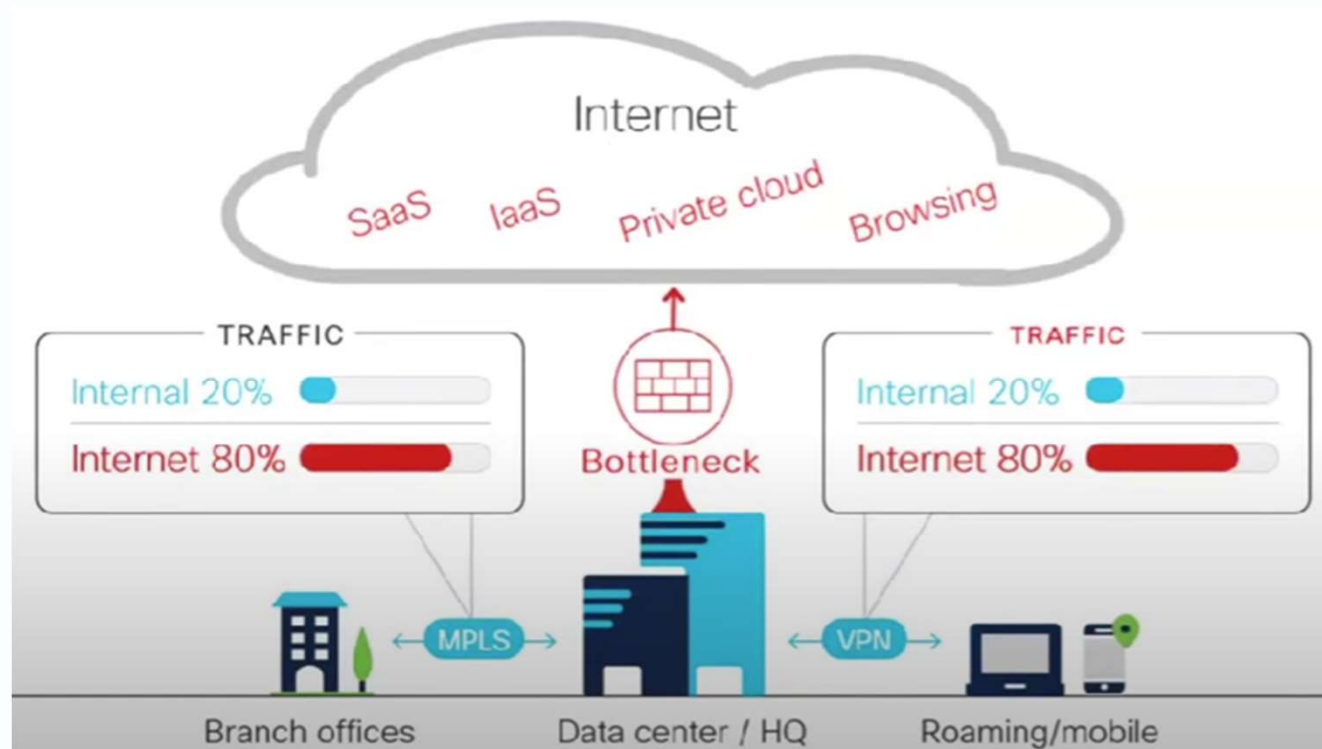 Internet
SaaS IaaS Private cloud Browsing
TRAFFIC
Internal 20%
Internet 80%
Bottleneck
TRAFFIC
Internal 20%
Internet 80%
MPLS
VPN
Branch offices
Data center / HQ
Roaming/mobile